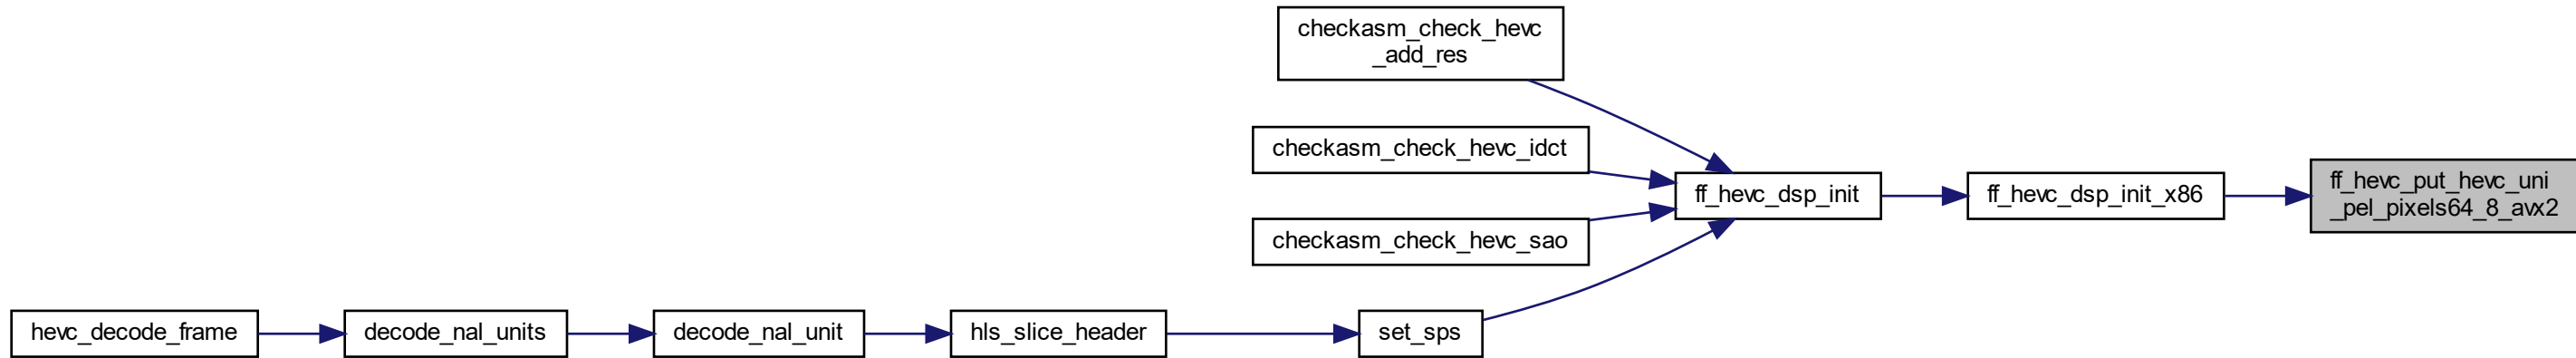 checkasm_check_hevc
_add_res
checkasm_check_hevc_idct
ff_hevc_dsp_init
ff_hevc_dsp_init_x86
ff_hevc_put_hevc_uni
_pel_pixels64_8_avx2
checkasm_check_hevc_sao
hevc_decode_frame
decode_nal_units
decode_nal_unit
hls_slice_header
set_sps